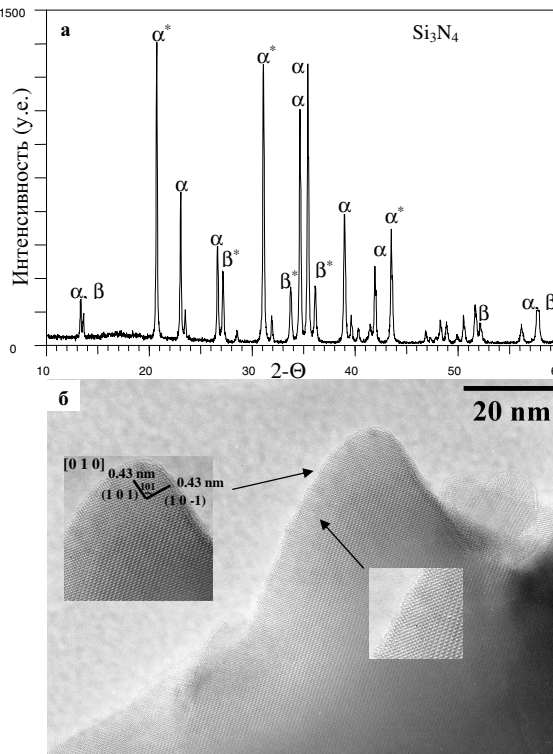 1500
а
Si₃N₄
Интенсивность (у.е.)
α*
α*
α
α
α
α
β*
β*
β*
α
α
α*
α, β
β
α, β
0
10
20
30
40
50
2-Θ
б
20 nm
[0 1 0]
0.43 nm
101
0.43 nm
(1 0 1)
(1 0 -1)